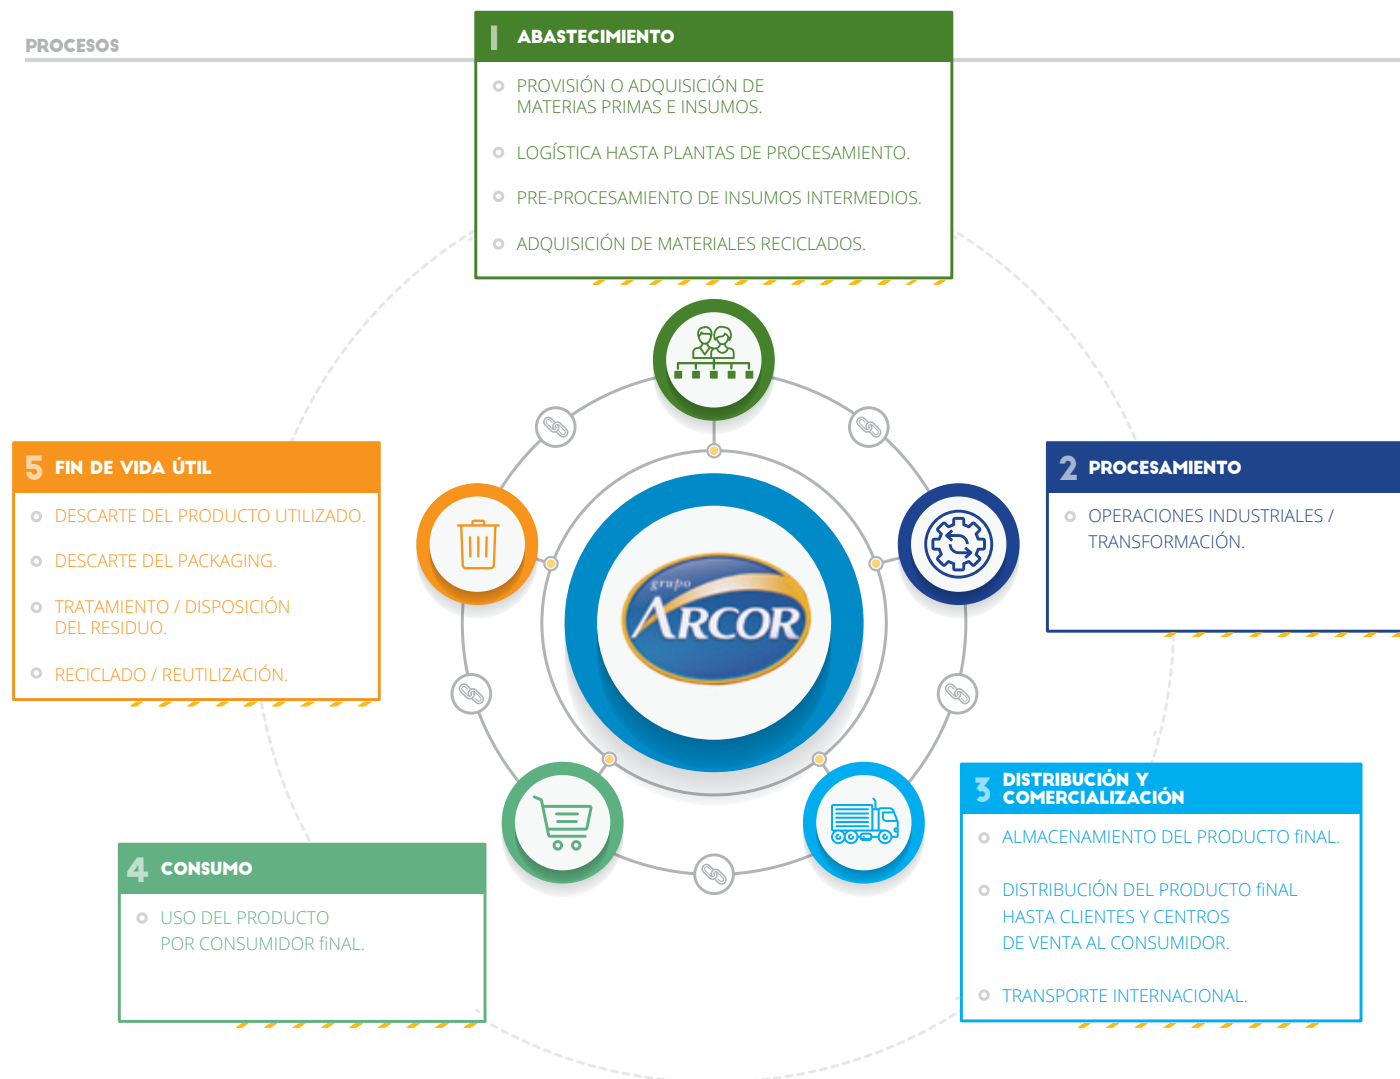 PROCESOS
1 ABASTECIMIENTO
PROVISIÓN O ADQUISICIÓN DE
MATERIAS PRIMAS E INSUMOS.
LOGÍSTICA HASTA PLANTAS DE PROCESAMIENTO.
PRE-PROCESAMIENTO DE INSUMOS INTERMEDIOS.
ADQUISICIÓN DE MATERIALES RECICLADOS.
2 PROCESAMIENTO
OPERACIONES INDUSTRIALES /
TRANSFORMACIÓN.
3 DISTRIBUCIÓN Y
COMERCIALIZACIÓN
ALMACENAMIENTO DEL PRODUCTO fiNAL.
DISTRIBUCIÓN DEL PRODUCTO fiNAL
HASTA CLIENTES Y CENTROS
DE VENTA AL CONSUMIDOR.
TRANSPORTE INTERNACIONAL.
4 CONSUMO
USO DEL PRODUCTO
POR CONSUMIDOR fiNAL.
5 FIN DE VIDA ÚTIL
DESCARTE DEL PRODUCTO UTILIZADO.
DESCARTE DEL PACKAGING.
TRATAMIENTO / DISPOSICIÓN
DEL RESIDUO.
RECICLADO / REUTILIZACIÓN.
grupo
ARCOR